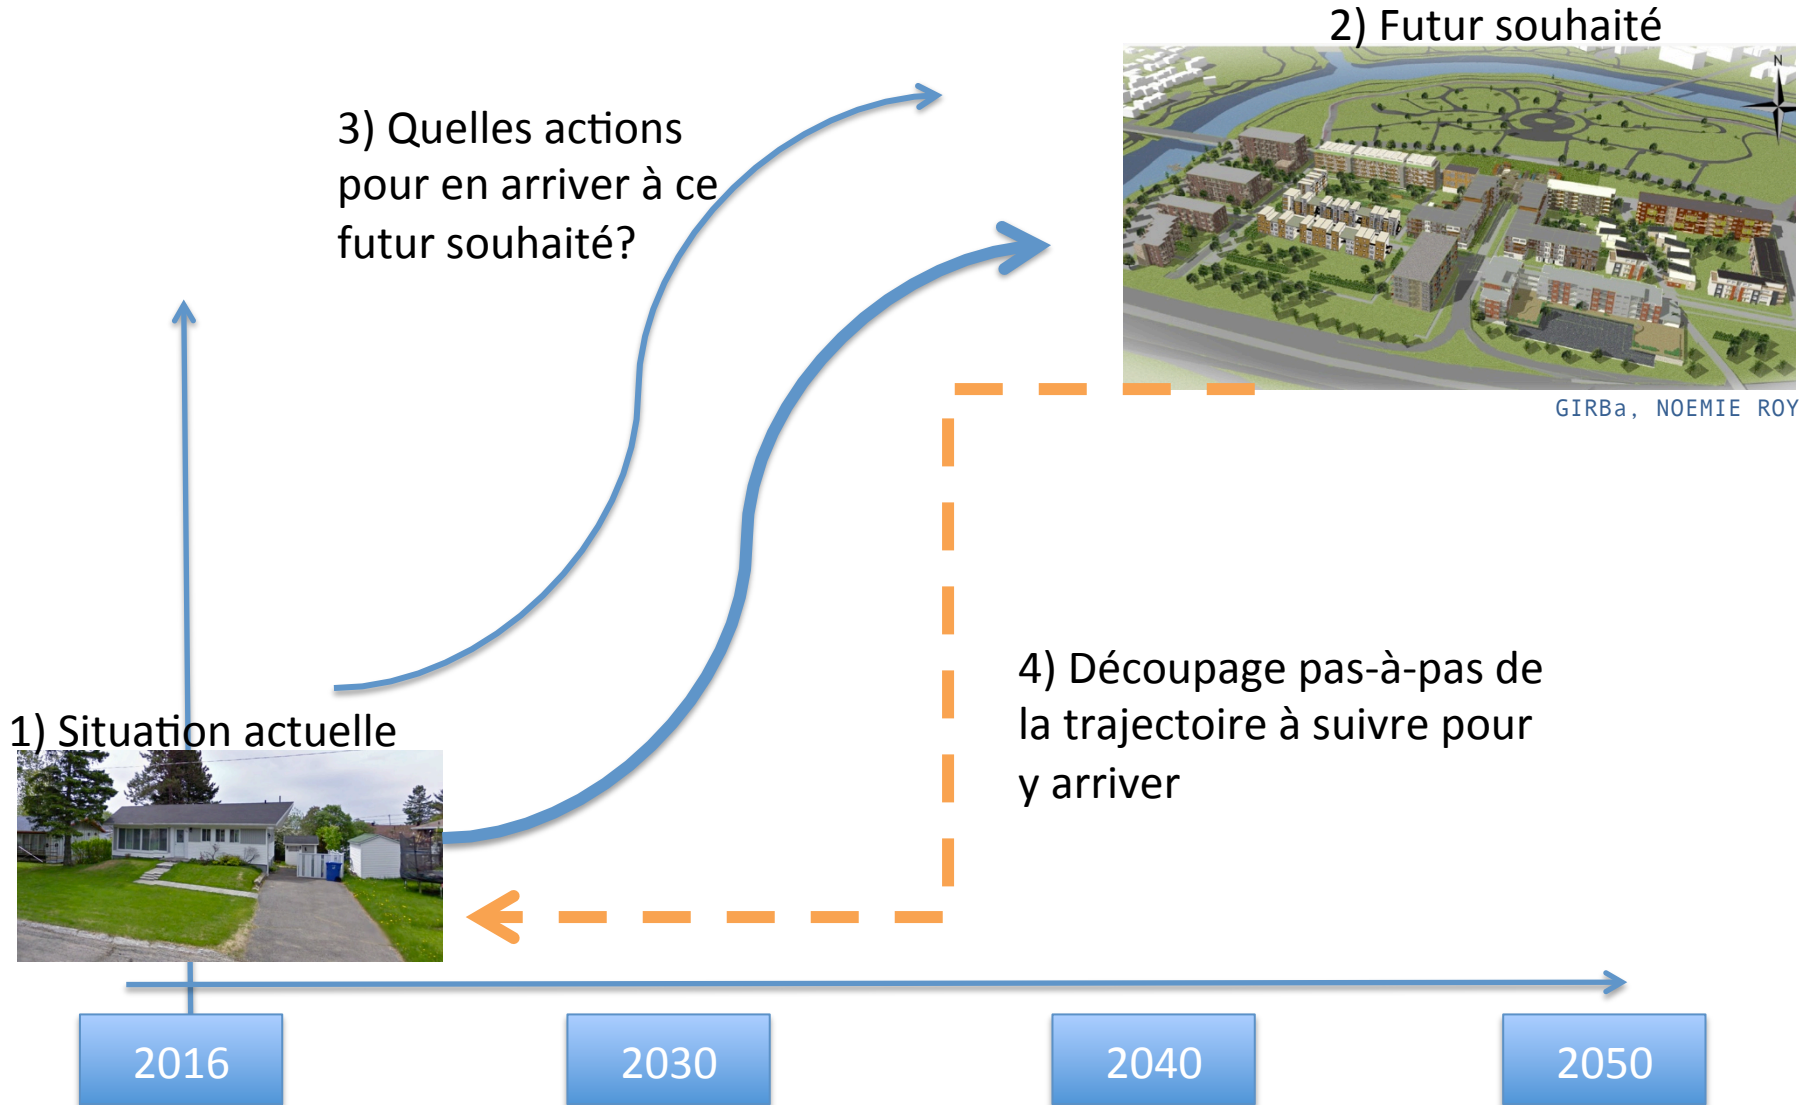 2) Futur souhaité
N
3) Quelles actions
pour en arriver à ce
futur souhaité?
GIRBa, NOEMIE ROY
4) Découpage pas-à-pas de
la trajectoire à suivre pour
y arriver
1) Situation actuelle
2016
2030
2040
2050